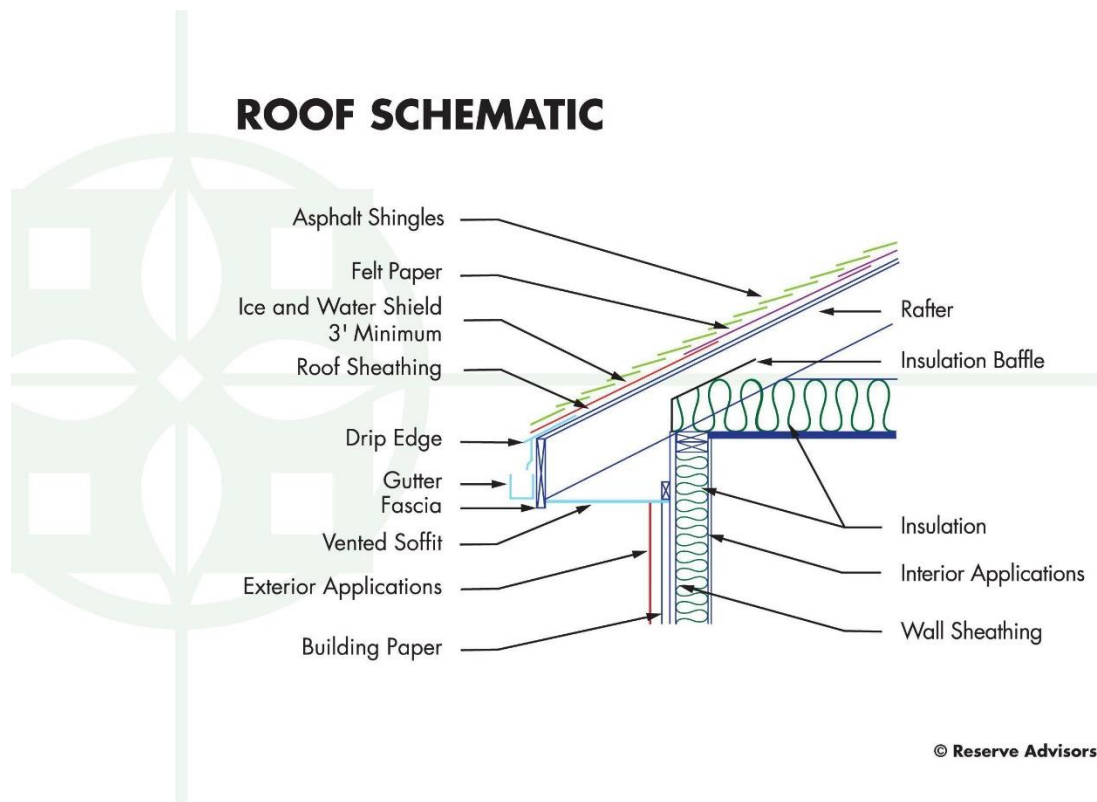 ROOF SCHEMATIC
Asphalt Shingles
Felt Paper
Ice and Water Shield
3' Minimum
Roof Sheathing
Drip Edge
Gutter
Fascia
Vented Soffit
Exterior Applications
Building Paper
Rafter
Insulation Baffle
Insulation
Interior Applications
Wall Sheathing
© Reserve Advisors